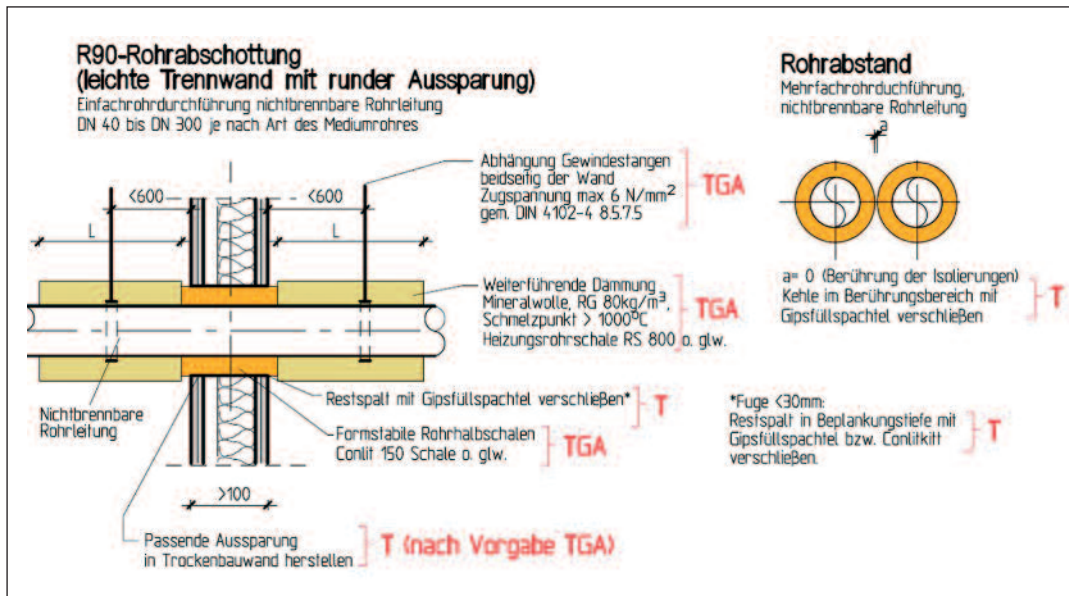 R90-Rohrabschottung
(leichte Trennwand mit runder Aussparung)
Einfachrohrdurchführung nichtbrennbare Rohrleitung
DN 40 bis DN 300 je nach Art des Mediumrohres
<600
<600
L
L
Abhängung Gewindestangen
beidseitig der Wand
Zugspannung max 6 N/mm²
gem. DIN 4102-4 8.5.7.5
TGA
Weiterführende Dämmung
Mineralwolle, RG 80kg/m³,
Schmelzpunkt > 1000°C
Heizungsrohrschale RS 800 o. glw.
TGA
Nichtbrennbare
Rohrleitung
Restspalt mit Gipsfüllspachtel verschließen*
T
Formstabile Rohrhalbschalen
Conlit 150 Schale o. glw.
TGA
>100
Passende Aussparung
in Trockenbauwand herstellen
T (nach Vorgabe TGA)
Rohrabstand
Mehrfachrohrduchführung,
nichtbrennbare Rohrleitung
a
a= 0 (Berührung der Isolierungen)
Kehle im Berührungsbereich mit
Gipsfüllspachtel verschließen
T
*Fuge <30mm:
Restspalt in Beplankungstiefe mit
Gipsfüllspachtel bzw. Conlitkitt
verschließen.
T